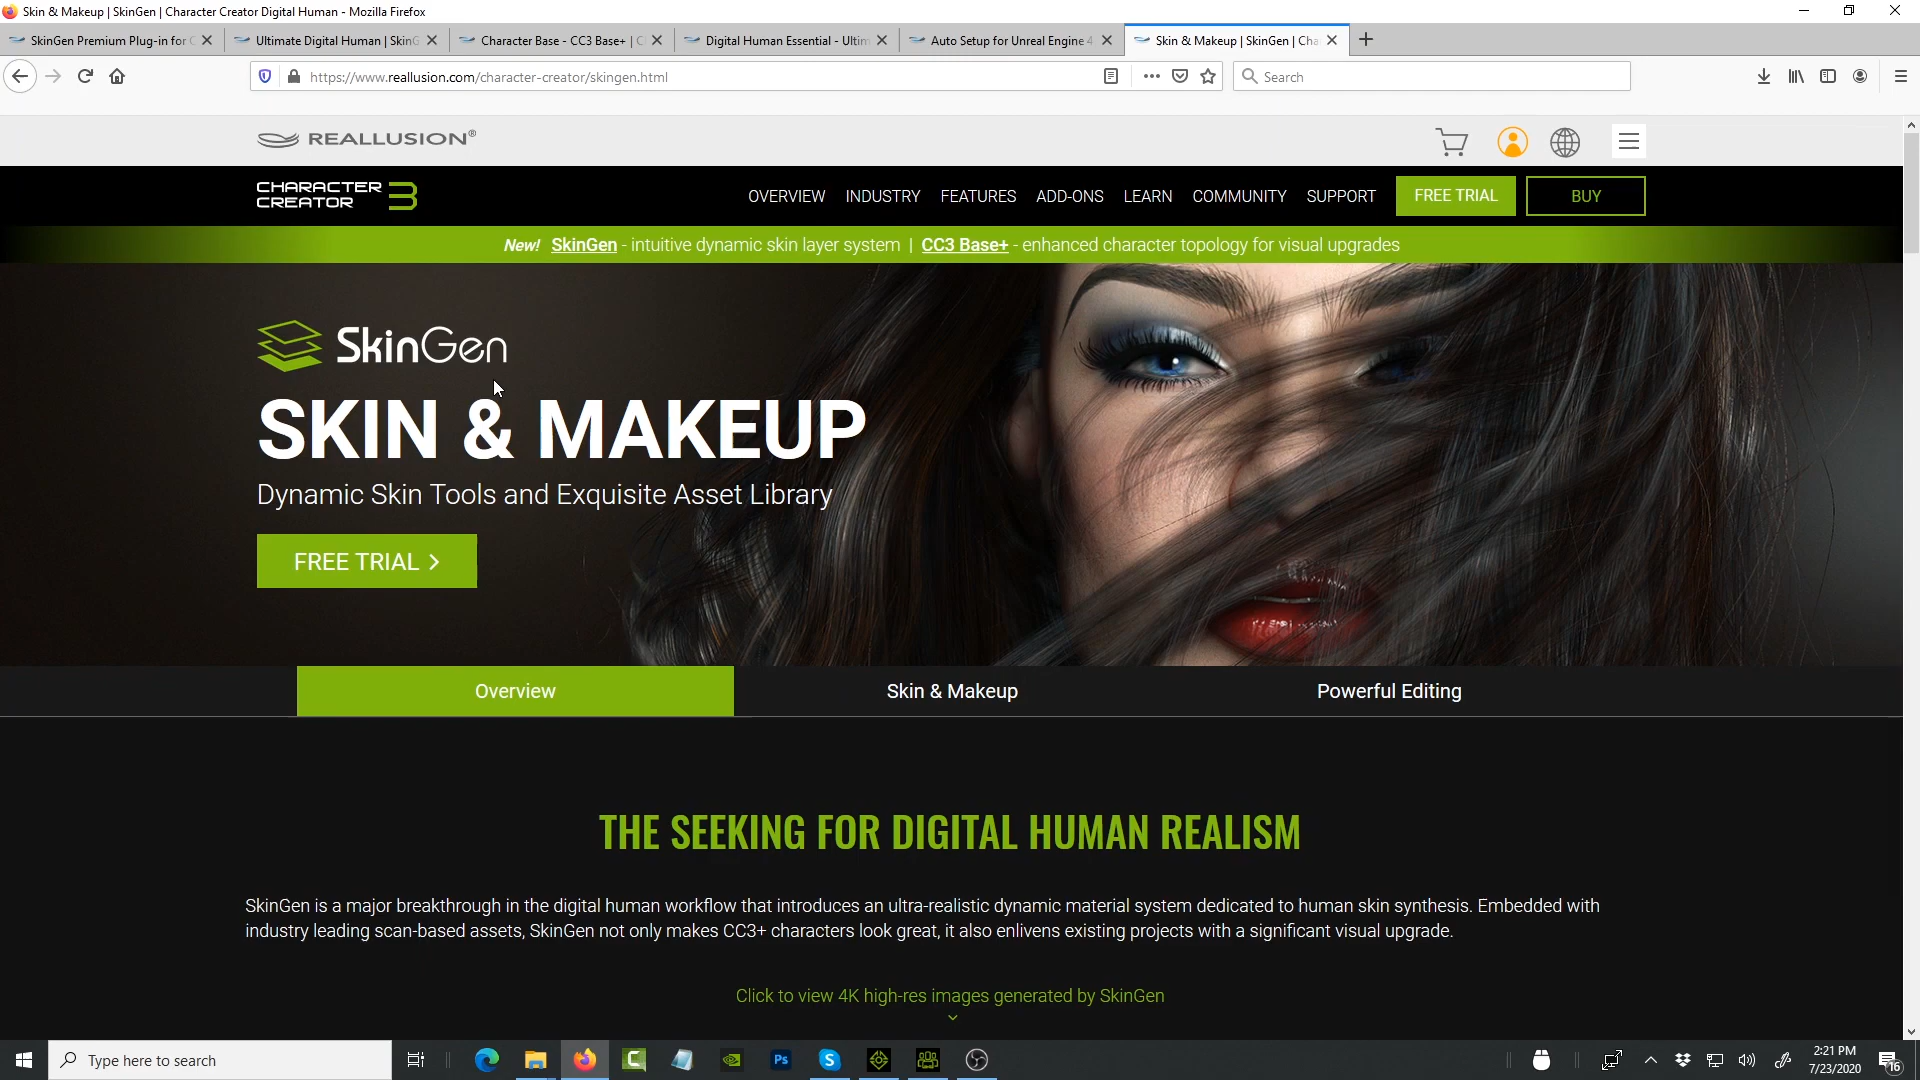 Skin & Makeup | SkinGen | Character Creator Digital Human - Mozilla Firefox
SkinGen Premium Plug-in for C
Ultimate Digital Human | SkinG
Character Base - CC3 Base+ | C
Digital Human Essential - Ultim
Auto Setup for Unreal Engine 4
Skin & Makeup | SkinGen | Cha
https://www.reallusion.com/character-creator/skingen.html
Search
REALLUSION®
CHARACTER CREATOR 3
OVERVIEW INDUSTRY FEATURES ADD-ONS LEARN COMMUNITY SUPPORT FREE TRIAL BUY
New! SkinGen - intuitive dynamic skin layer system | CC3 Base+ - enhanced character topology for visual upgrades
SkinGen
SKIN & MAKEUP
Dynamic Skin Tools and Exquisite Asset Library
FREE TRIAL >
Overview
Skin & Makeup
Powerful Editing
THE SEEKING FOR DIGITAL HUMAN REALISM
SkinGen is a major breakthrough in the digital human workflow that introduces an ultra-realistic dynamic material system dedicated to human skin synthesis. Embedded with
industry leading scan-based assets, SkinGen not only makes CC3+ characters look great, it also enlivens existing projects with a significant visual upgrade.
Click to view 4K high-res images generated by SkinGen
Type here to search
Ps
2:21 PM
7/23/2020
16